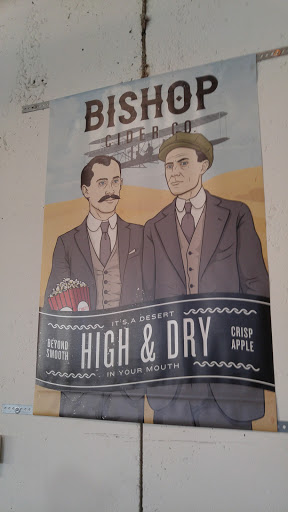 BISHOP
CIDER CO
IT'S A DESERT
BEYOND SMOOTH
HIGH & DRY
CRISP APPLE
IN YOUR MOUTH